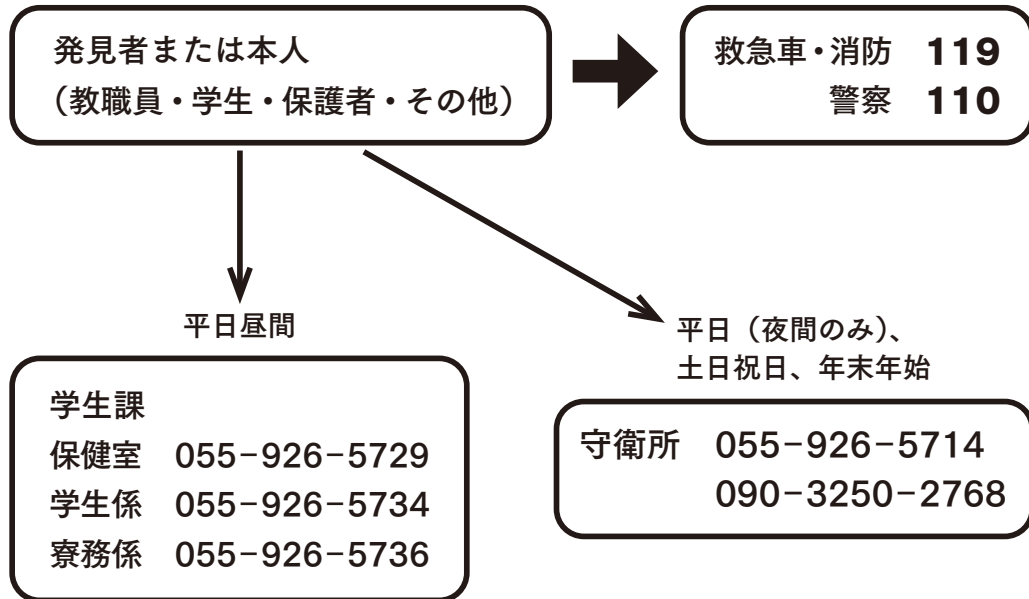 発見者または本人
（教職員・学生・保護者・その他）
救急車・消防　119
警察　110
平日昼間
学生課
保健室　055-926-5729
学生係　055-926-5734
寮務係　055-926-5736
平日（夜間のみ）、
土日祝日、年末年始
守衛所　055-926-5714
090-3250-2768